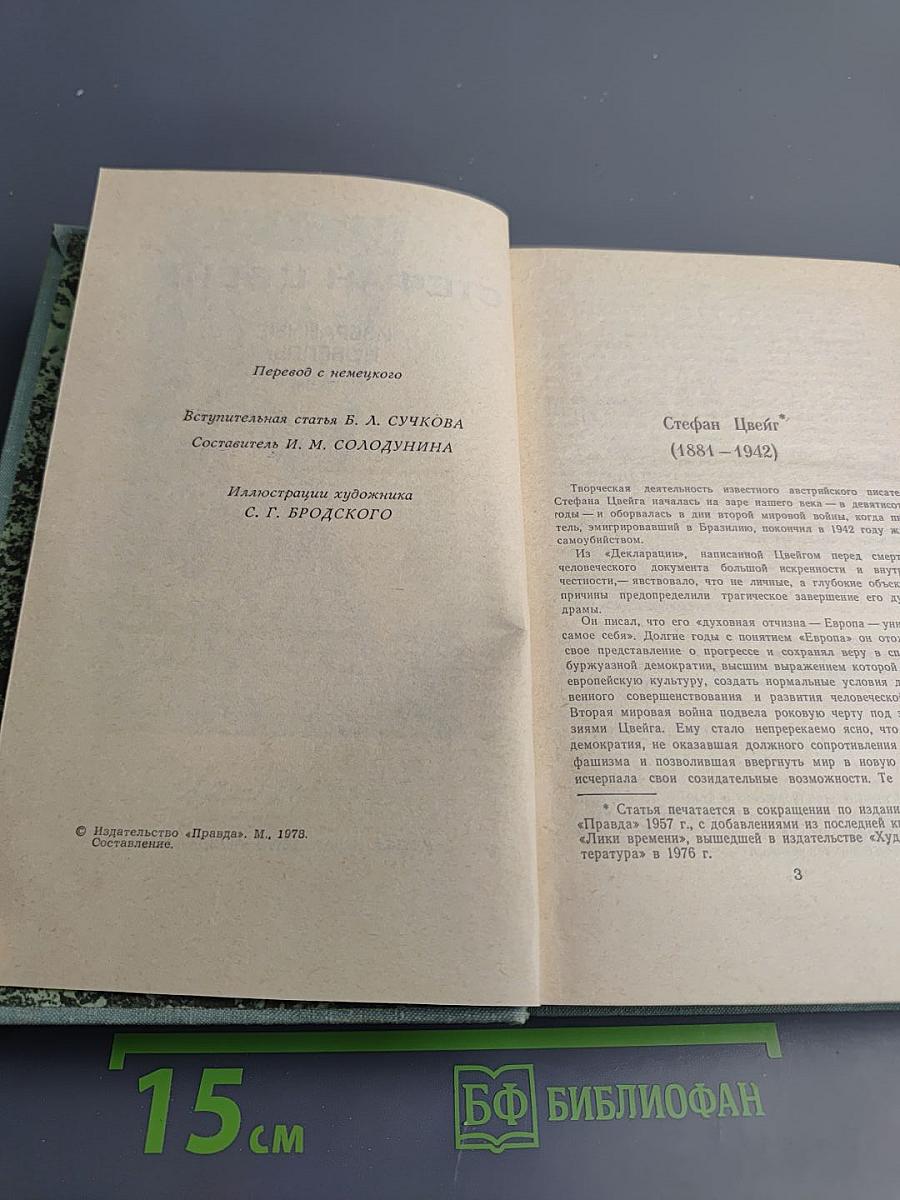 Перевод с немецкого
Вступительная статья Б. Л. СУЧКОВА
Составитель И. М. СОЛОДУНИНА
Иллюстрации художника
С. Г. БРОДСКОГО
© Издательство «Правда». М., 1978.
Составление.
Стефан Цвейг*
(1881 — 1942)
Творческая деятельность известного австрийского писате
Стефана Цвейга началась на заре нашего века — в девятисот
годы — и оборвалась в дни второй мировой войны, когда пи
тель, эмигрировавший в Бразилию, покончил в 1942 году ж
самоубийством.
Из «Декларации», написанной Цвейгом перед смерт
человеческого документа большой искренности и внутр
честности,— явствовало, что не личные, а глубокие объек
причины предопределили трагическое завершение его ду
драмы.
Он писал, что его «духовная отчизна — Европа — уни
самое себя». Долгие годы с понятием «Европа» он ото
свое представление о прогрессе и сохранял веру в сп
буржуазной демократии, высшим выражением которой
европейскую культуру, создать нормальные условия д
венного совершенствования и развития человеческо
Вторая мировая война подвела роковую черту под
зиями Цвейга. Ему стало непререкаемо ясно, что
демократия, не оказавшая должного сопротивления
фашизма и позволившая ввергнуть мир в новую
исчерпала свои созидательные возможности. Те
* Статья печатается в сокращении по издани
«Правда» 1957 г., с добавлениями из последней к
«Лики времени», вышедшей в издательстве «Худ
тература» в 1976 г.
3
15 см
БФ БИБЛИОФАН